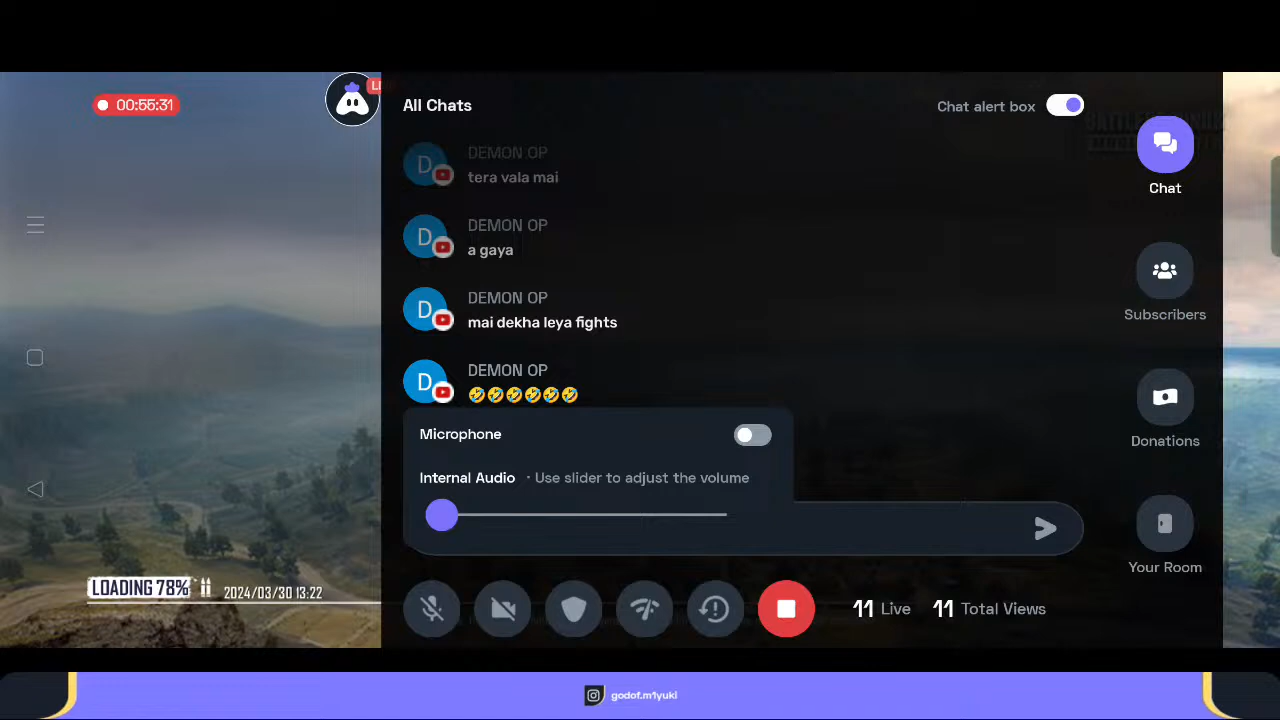 00:55:31
All Chats
Chat alert box
DEMON OP
tera vala mai
DEMON OP
a gaya
DEMON OP
mai dekha leya fights
DEMON OP
🤣🤣🤣🤣🤣🤣
Microphone
Internal Audio · Use slider to adjust the volume
Chat
Subscribers
Donations
Your Room
LOADING 78% 2024/03/30 13:22
11 Live 11 Total Views
godof.m1yuki